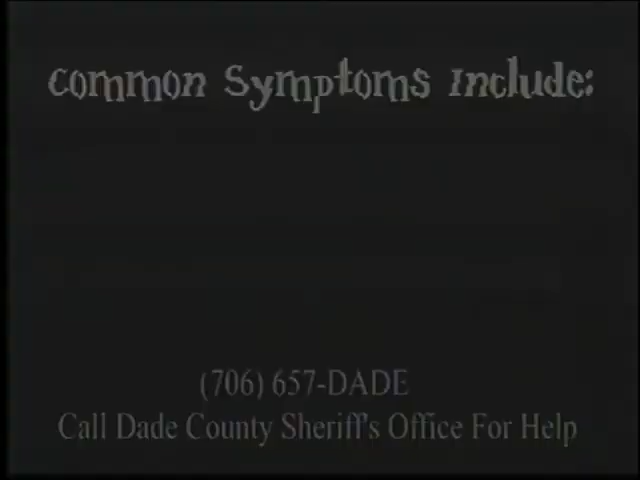 Common Symptoms Include:
(706) 657-DADE
Call Dade County Sheriff's Office For Help